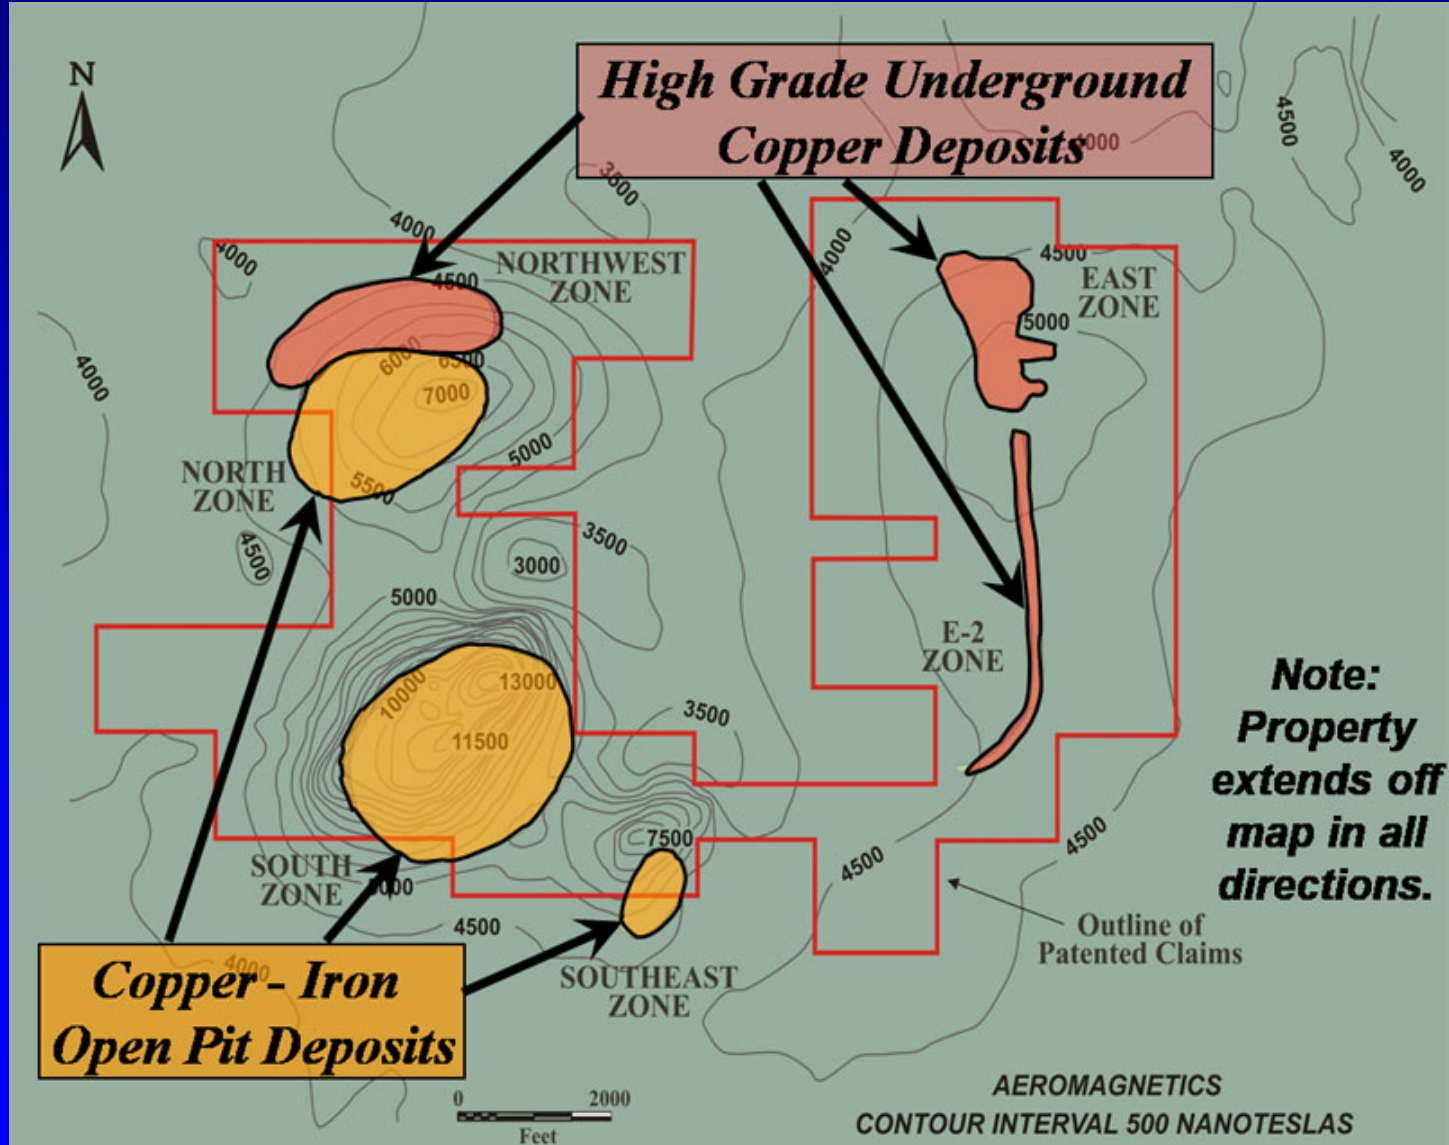 N
High Grade Underground
Copper Deposits
4000
4500
4000
3500
4000
4000
4000
4500
NORTHWEST
ZONE
4500
EAST
ZONE
5000
6000
6500
7000
4000
5000
NORTH
ZONE
5500
4500
3500
3000
5000
E-2
ZONE
10000
13000
11500
3500
Note:
Property
extends off
map in all
directions.
7500
4500
4500
SOUTH
ZONE
4500
Outline of
Patented Claims
SOUTHEAST
ZONE
4000
Copper - Iron
Open Pit Deposits
0 2000
Feet
AEROMAGNETICS
CONTOUR INTERVAL 500 NANOTESLAS